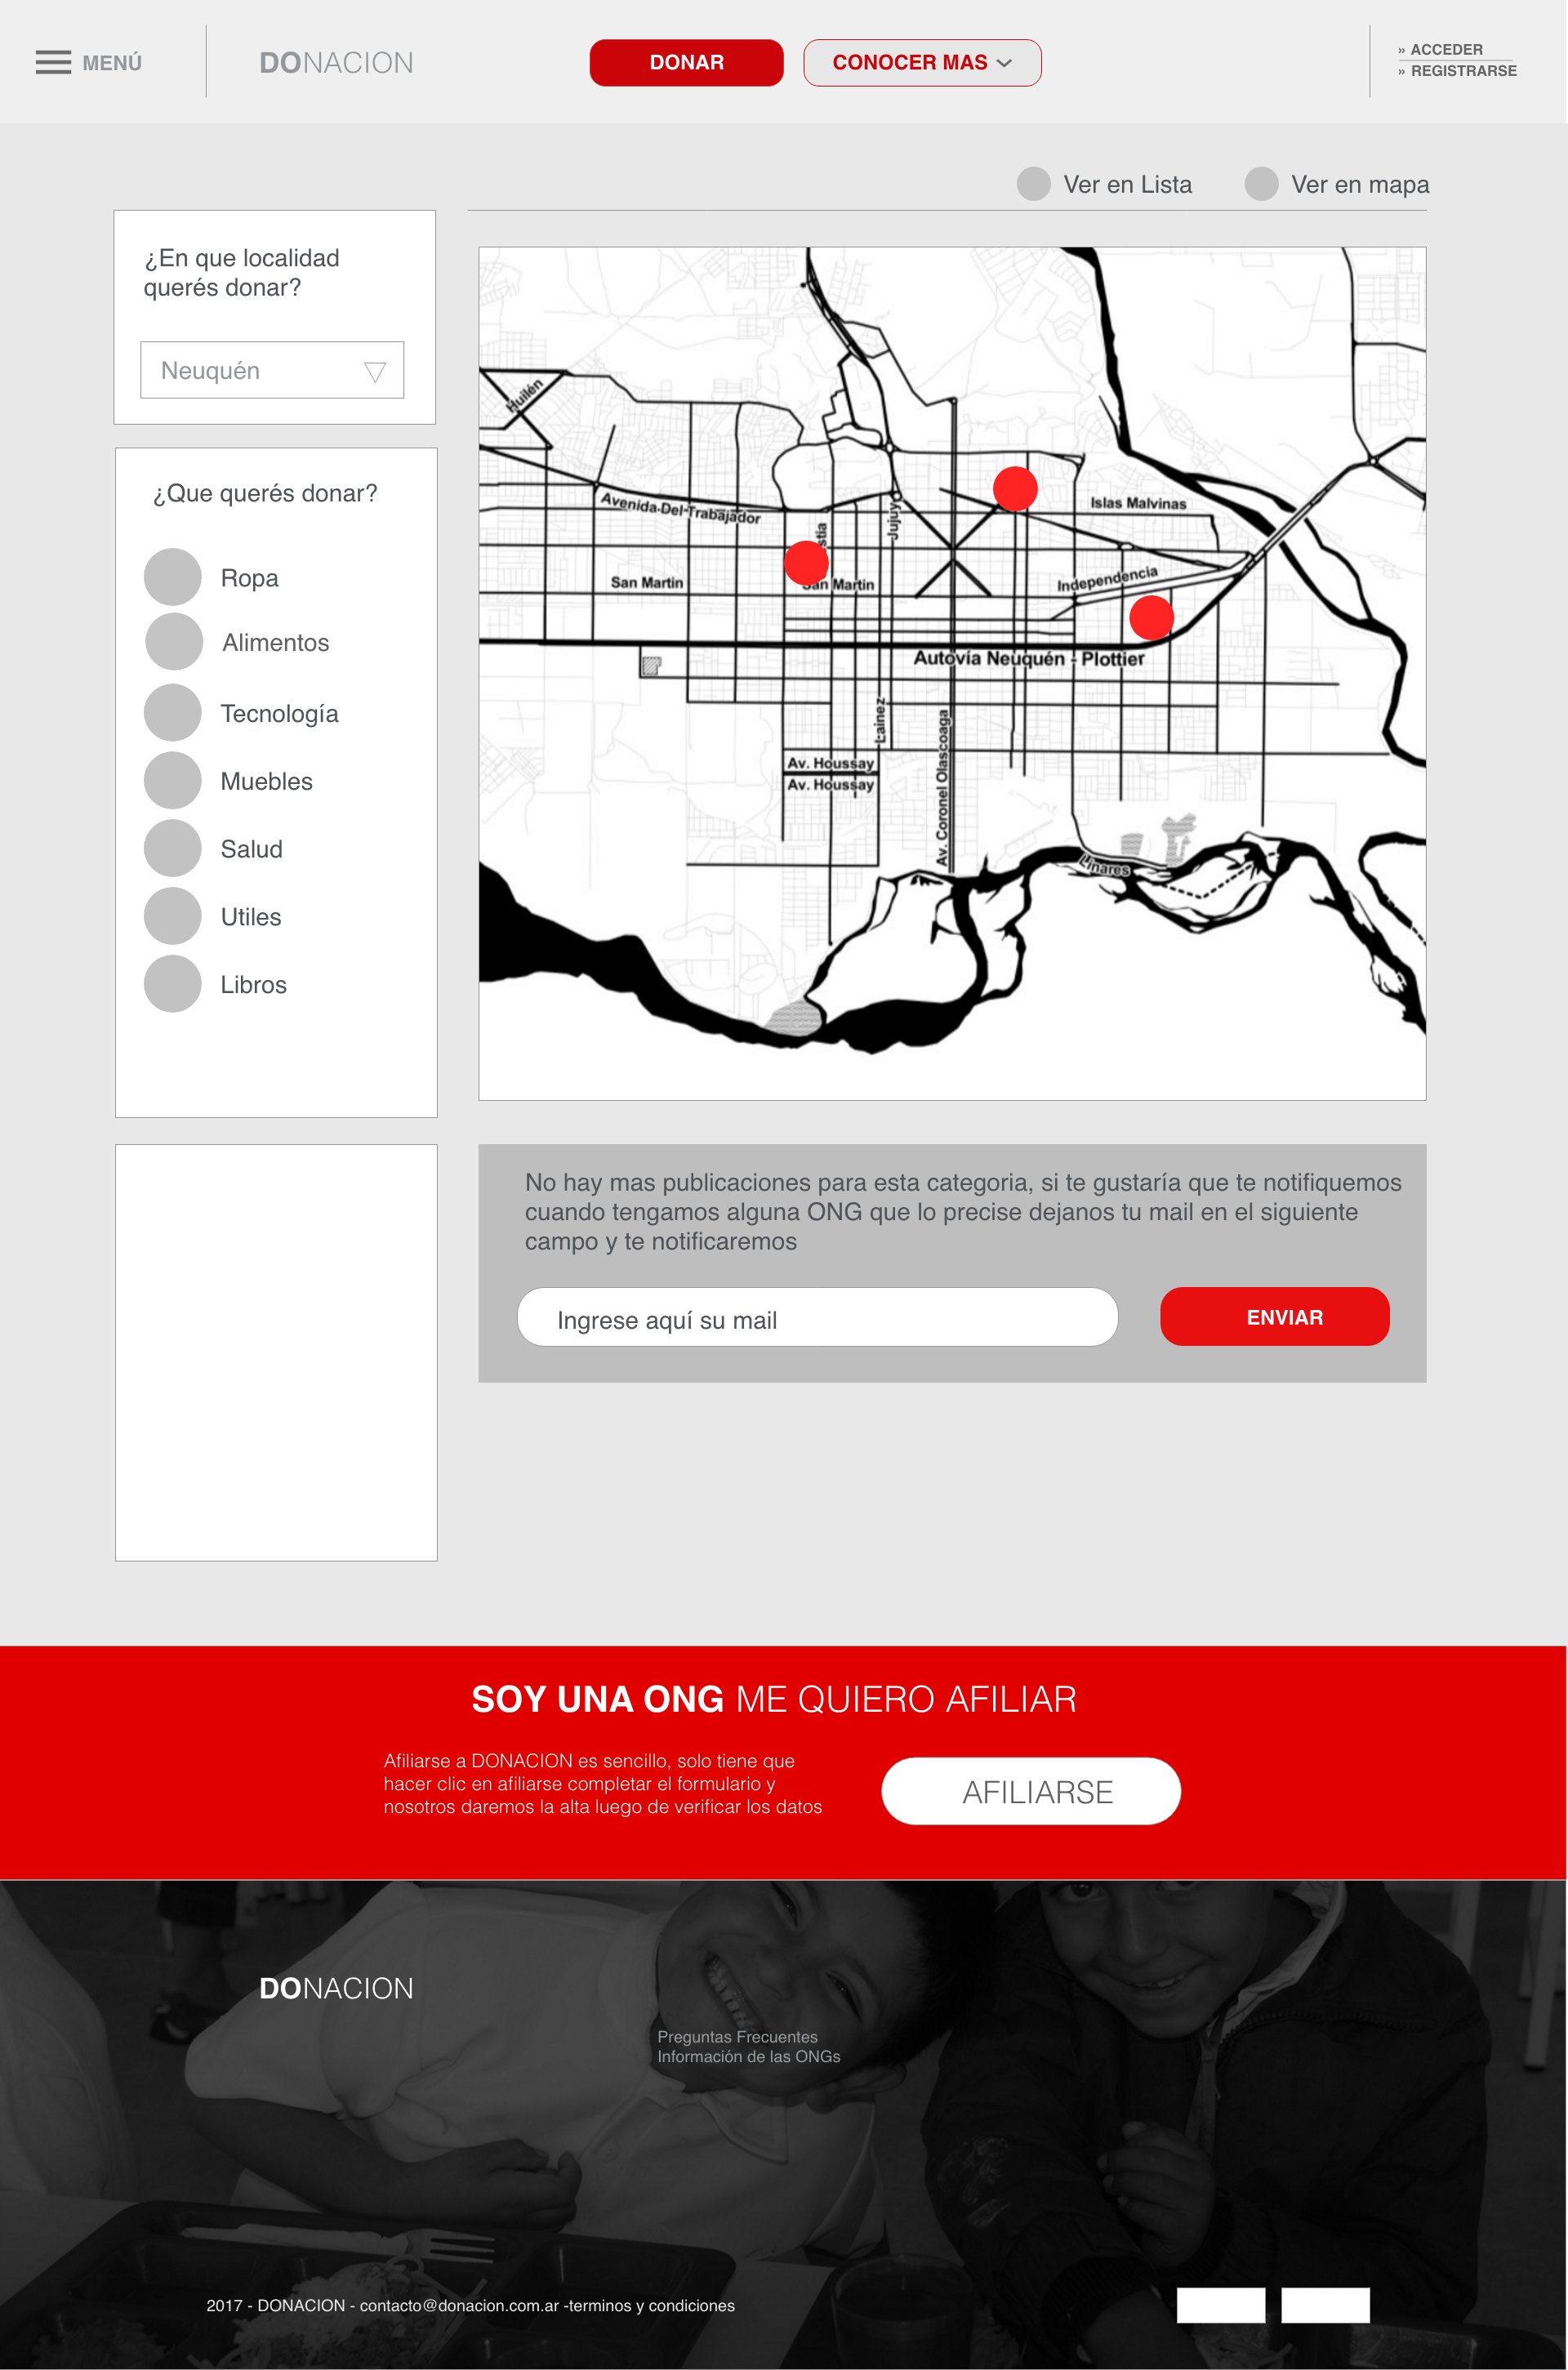 MENÚ
DONACION
DONAR
CONOCER MAS
» ACCEDER
» REGISTRARSE
Ver en Lista
Ver en mapa
¿En que localidad
querés donar?
Neuquén
¿Que querés donar?
Ropa
Alimentos
Tecnología
Muebles
Salud
Utiles
Libros
Huilén
Avenida Del Trabajador
Jujuy
Islas Malvinas
San Martin
San Martin
Independencia
Autovía Neuquén - Plottier
Lainez
Av. Coronel Olascoaga
Av. Houssay
Av. Houssay
Linares
No hay mas publicaciones para esta categoria, si te gustaría que te notifiquemos
cuando tengamos alguna ONG que lo precise dejanos tu mail en el siguiente
campo y te notificaremos
Ingrese aquí su mail
ENVIAR
SOY UNA ONG ME QUIERO AFILIAR
Afiliarse a DONACION es sencillo, solo tiene que
hacer clic en afiliarse completar el formulario y
nosotros daremos la alta luego de verificar los datos
AFILIARSE
DONACION
Preguntas Frecuentes
Información de las ONGs
2017 - DONACION - contacto@donacion.com.ar -terminos y condiciones